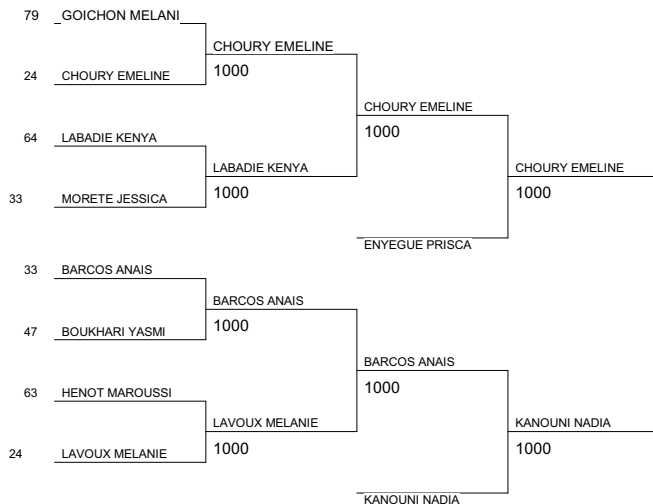 79 GOICHON MELANI
CHOURY EMELINE
1000
24 CHOURY EMELINE
CHOURY EMELINE
1000
64 LABADIE KENYA
LABADIE KENYA
1000
CHOURY EMELINE
1000
33 MORETE JESSICA
ENYEGUE PRISCA
33 BARCOS ANAIS
BARCOS ANAIS
1000
47 BOUKHARI YASMI
BARCOS ANAIS
1000
63 HENOT MAROUSSI
LAVOUX MELANIE
1000
KANOUNI NADIA
1000
24 LAVOUX MELANIE
KANOUNI NADIA